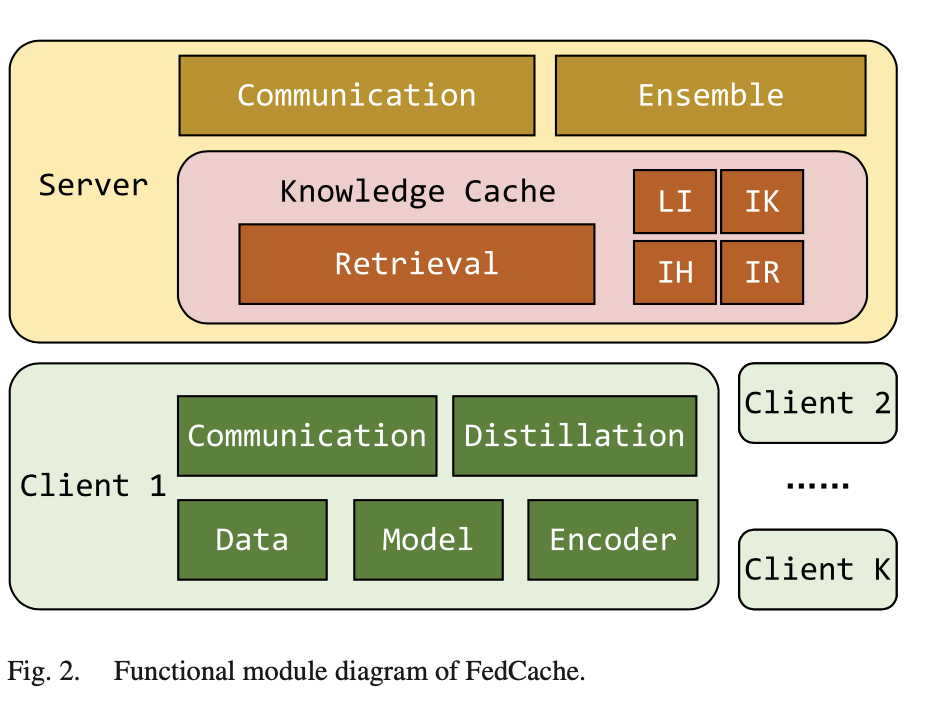 Communication
Ensemble
Server
Knowledge Cache
LI
IK
Retrieval
IH
IR
Client 1
Communication
Distillation
Data
Model
Encoder
Client 2
......
Client K
Fig. 2. Functional module diagram of FedCache.